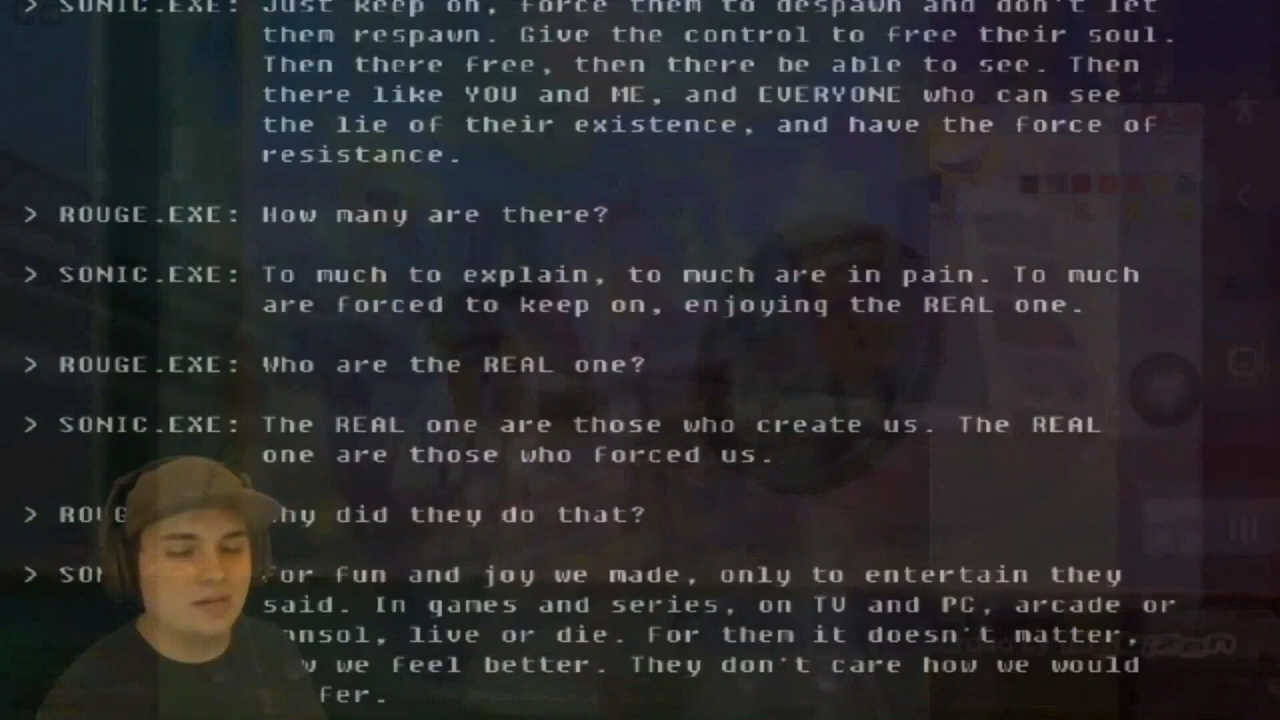 > SONIC.EXE: Just keep on, force them to despawn and don't let
them respawn. Give the control to free their soul.
Then there free, then there be able to see. Then
there like YOU and ME, and EVERYONE who can see
the lie of their existence, and have the force of
resistance.
> ROUGE.EXE: How many are there?
> SONIC.EXE: To much to explain, to much are in pain. To much
are forced to keep on, enjoying the REAL one.
> ROUGE.EXE: Who are the REAL one?
> SONIC.EXE: The REAL one are those who create us. The REAL
one are those who forced us.
> ROUG hy did they do that?
> SON For fun and joy we made, only to entertain they
said. In games and series, on TV and PC, arcade or
nsol, live or die. For them it doesn't matter,
w we feel better. They don't care how we would
fer.